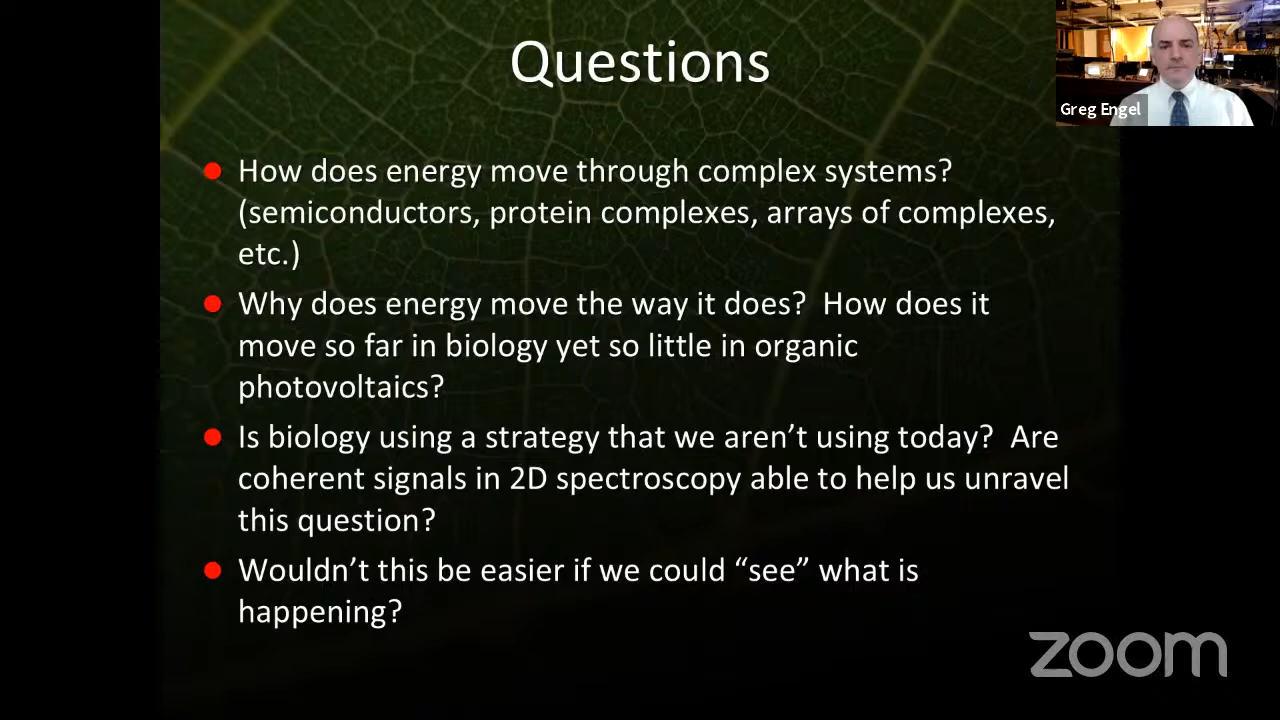 Questions
Greg Engel
How does energy move through complex systems?
(semiconductors, protein complexes, arrays of complexes,
etc.)
Why does energy move the way it does?  How does it
move so far in biology yet so little in organic
photovoltaics?
Is biology using a strategy that we aren’t using today?  Are
coherent signals in 2D spectroscopy able to help us unravel
this question?
Wouldn’t this be easier if we could “see” what is
happening?
zoom